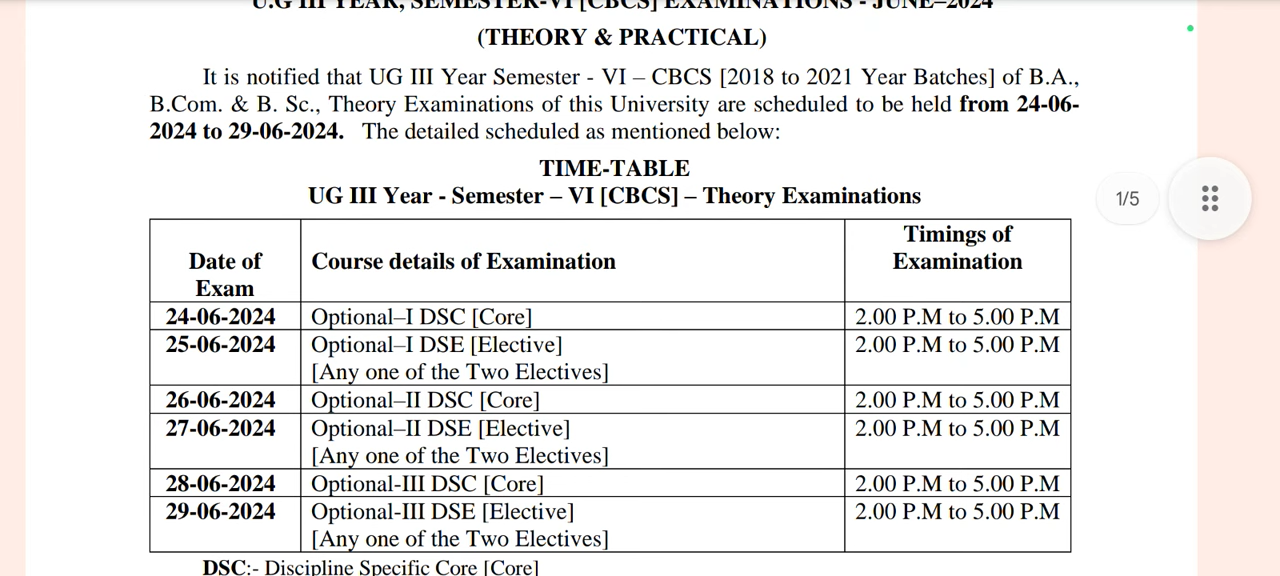 U.G III YEAR, SEMESTER-VI [CBCS] EXAMINATIONS - JUNE–2024
(THEORY & PRACTICAL)
It is notified that UG III Year Semester - VI – CBCS [2018 to 2021 Year Batches] of B.A.,
B.Com. & B. Sc., Theory Examinations of this University are scheduled to be held from 24-06-
2024 to 29-06-2024. The detailed scheduled as mentioned below:
TIME-TABLE
UG III Year - Semester – VI [CBCS] – Theory Examinations
1/5
Date of Exam Course details of Examination Timings of Examination
24-06-2024 Optional–I DSC [Core] 2.00 P.M to 5.00 P.M
25-06-2024 Optional–I DSE [Elective] 2.00 P.M to 5.00 P.M
[Any one of the Two Electives]
26-06-2024 Optional–II DSC [Core] 2.00 P.M to 5.00 P.M
27-06-2024 Optional–II DSE [Elective] 2.00 P.M to 5.00 P.M
[Any one of the Two Electives]
28-06-2024 Optional-III DSC [Core] 2.00 P.M to 5.00 P.M
29-06-2024 Optional-III DSE [Elective] 2.00 P.M to 5.00 P.M
[Any one of the Two Electives]
DSC:- Discipline Specific Core [Core]